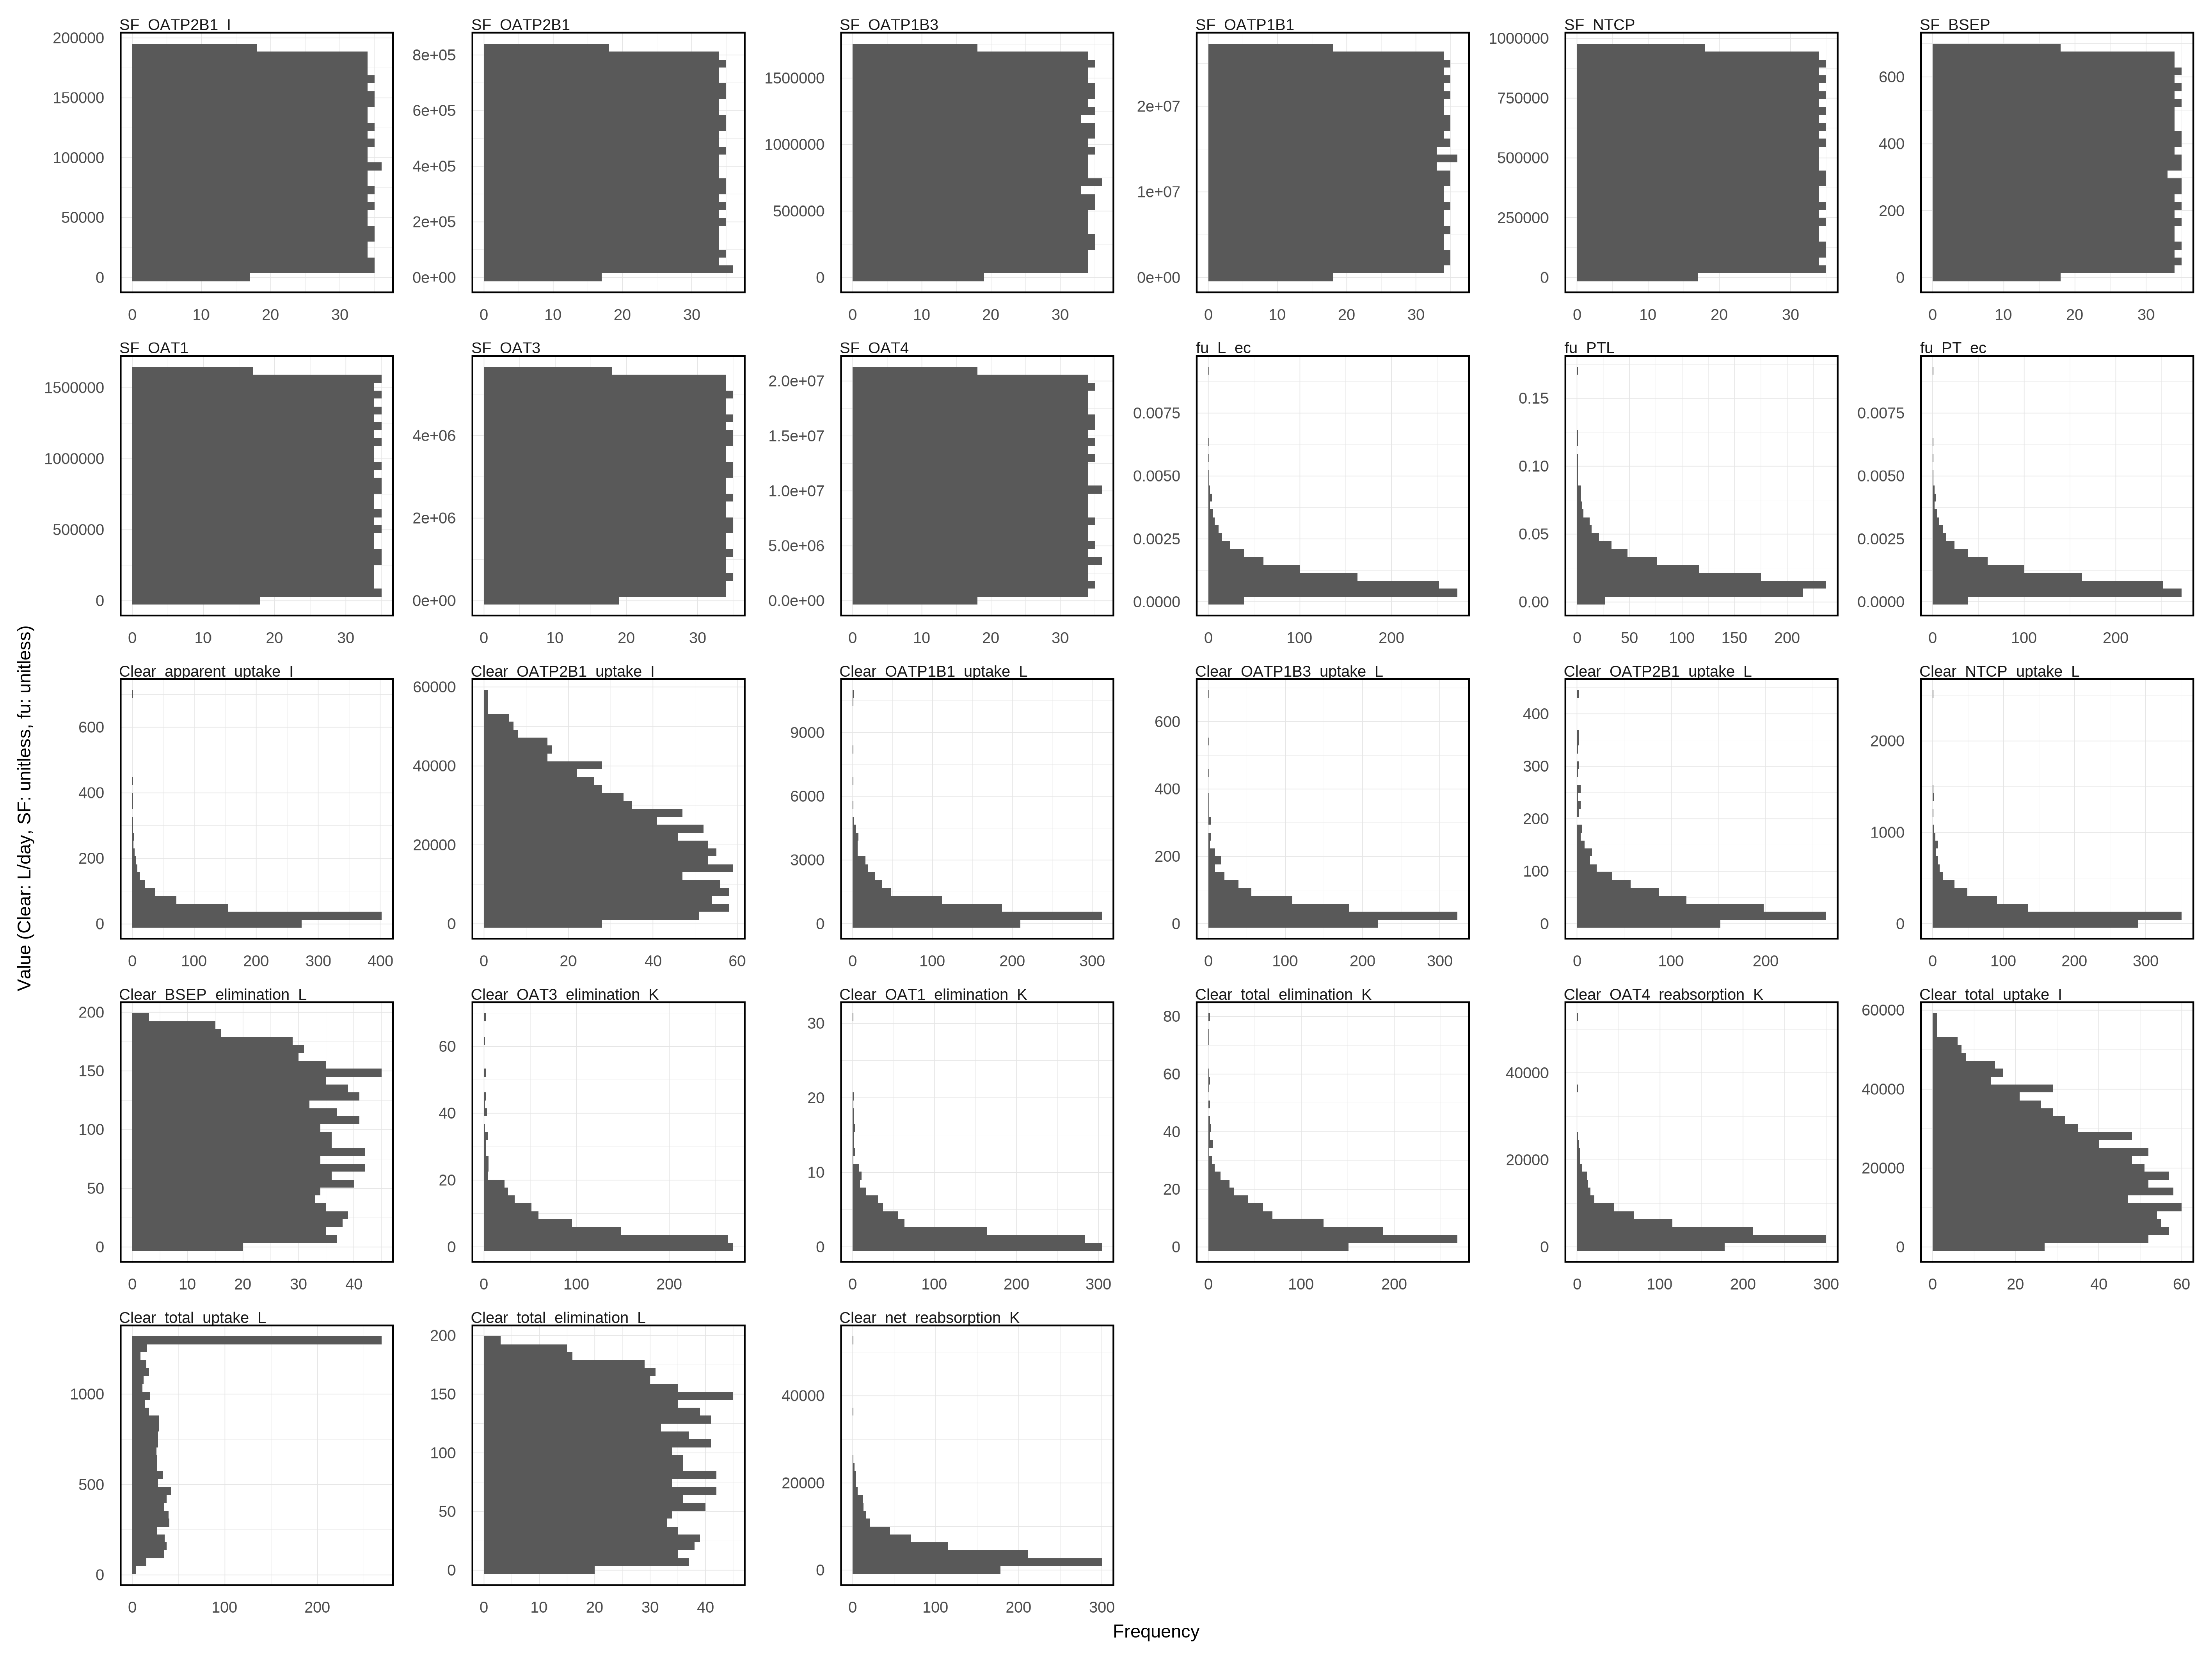 SF_OATP2B1_I SF_OATP2B1 SF_OATP1B3 SF_OATP1B1 SF_NTCP SF_BSEP
200000 150000 100000 50000 0
8e+05 6e+05 4e+05 2e+05 0e+00
1500000 1000000 500000 0
2e+07 1e+07 0e+00
1000000 750000 500000 250000 0
600 400 200 0
0 10 20 30 0 10 20 30 0 10 20 30 0 10 20 30 0 10 20 30 0 10 20 30
SF_OAT1 SF_OAT3 SF_OAT4 fu_L_ec fu_PTL fu_PT_ec
1500000 1000000 500000 0
4e+06 2e+06 0e+00
2.0e+07 1.5e+07 1.0e+07 5.0e+06 0.0e+00
0.0075 0.0050 0.0025 0.0000
0.15 0.10 0.05 0.00
0.0075 0.0050 0.0025 0.0000
0 10 20 30 0 10 20 30 0 10 20 30 0 100 200 0 50 100 150 200 0 100 200
Value (Clear: L/day, SF: unitless, fu: unitless)
Clear_apparent_uptake_I Clear_OATP2B1_uptake_I Clear_OATP1B1_uptake_L Clear_OATP1B3_uptake_L Clear_OATP2B1_uptake_L Clear_NTCP_uptake_L
600 400 200 0
60000 40000 20000 0
9000 6000 3000 0
600 400 200 0
400 300 200 100 0
2000 1000 0
0 100 200 300 400 0 20 40 60 0 100 200 300 0 100 200 300 0 100 200 0 100 200 300
Clear_BSEP_elimination_L Clear_OAT3_elimination_K Clear_OAT1_elimination_K Clear_total_elimination_K Clear_OAT4_reabsorption_K Clear_total_uptake_I
200 150 100 50 0
60 40 20 0
30 20 10 0
80 60 40 20 0
40000 20000 0
60000 40000 20000 0
0 10 20 30 40 0 100 200 0 100 200 300 0 100 200 0 100 200 300 0 20 40 60
Clear_total_uptake_L Clear_total_elimination_L Clear_net_reabsorption_K
1000 500 0
200 150 100 50 0
40000 20000 0
0 100 200 0 10 20 30 40 0 100 200 300
Frequency